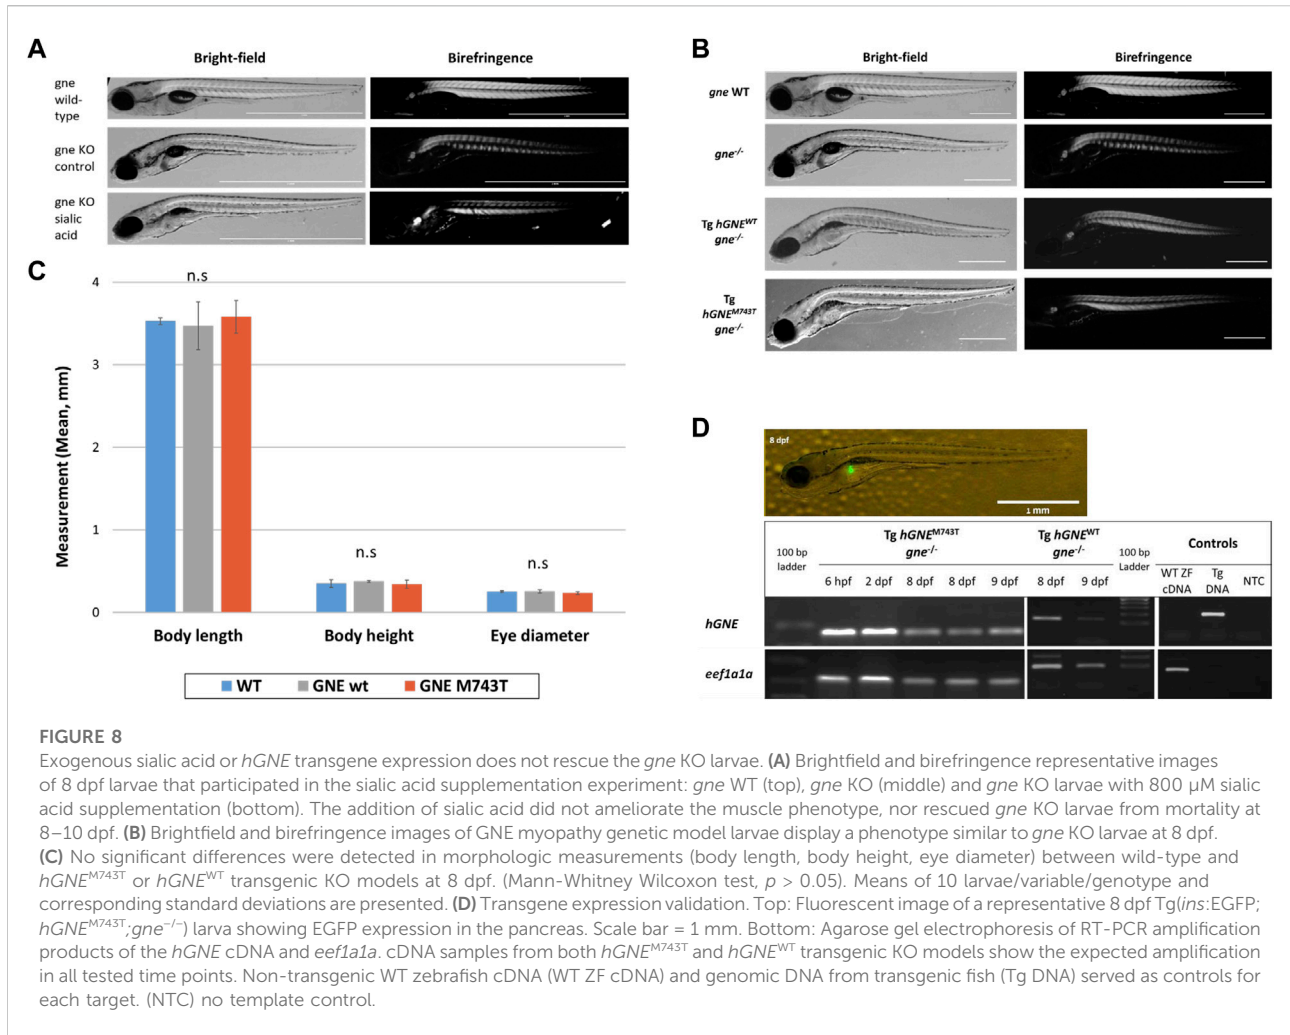 A
Bright-field
Birefringence
gne
wild-
type
gne KO
control
gne KO
sialic
acid
B
Bright-field
Birefringence
gne WT
gne-/-
Tg hGNEWT
gne-/-
Tg
hGNEM743T
gne-/-
C
Measurement (Mean, mm)
4
3
2
1
0
n.s
n.s
n.s
Body length
Body height
Eye diameter
WT
GNE wt
GNE M743T
D
8 dpf
1 mm
100 bp
ladder
Tg hGNEM743T
gne-/-
6 hpf 2 dpf 8 dpf 8 dpf 9 dpf
Tg hGNEWT
gne-/-
8 dpf 9 dpf
100 bp
Ladder
Controls
WT ZF
cDNA
Tg
DNA
NTC
hGNE
eef1a1a
FIGURE 8
Exogenous sialic acid or hGNE transgene expression does not rescue the gne KO larvae. (A) Brightfield and birefringence representative images
of 8 dpf larvae that participated in the sialic acid supplementation experiment: gne WT (top), gne KO (middle) and gne KO larvae with 800 µM sialic
acid supplementation (bottom). The addition of sialic acid did not ameliorate the muscle phenotype, nor rescued gne KO larvae from mortality at
8–10 dpf. (B) Brightfield and birefringence images of GNE myopathy genetic model larvae display a phenotype similar to gne KO larvae at 8 dpf.
(C) No significant differences were detected in morphologic measurements (body length, body height, eye diameter) between wild-type and
hGNEM743T or hGNEWT transgenic KO models at 8 dpf. (Mann-Whitney Wilcoxon test, p > 0.05). Means of 10 larvae/variable/genotype and
corresponding standard deviations are presented. (D) Transgene expression validation. Top: Fluorescent image of a representative 8 dpf Tg(ins:EGFP;
hGNEM743T;gne−/−) larva showing EGFP expression in the pancreas. Scale bar = 1 mm. Bottom: Agarose gel electrophoresis of RT-PCR amplification
products of the hGNE cDNA and eef1a1a. cDNA samples from both hGNEM743T and hGNEWT transgenic KO models show the expected amplification
in all tested time points. Non-transgenic WT zebrafish cDNA (WT ZF cDNA) and genomic DNA from transgenic fish (Tg DNA) served as controls for
each target. (NTC) no template control.